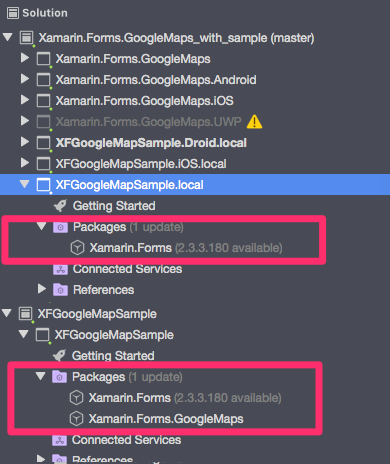 Solution
Xamarin.Forms.GoogleMaps_with_sample (master)
Xamarin.Forms.GoogleMaps
Xamarin.Forms.GoogleMaps.Android
Xamarin.Forms.GoogleMaps.iOS
Xamarin.Forms.GoogleMaps.UWP
XFGoogleMapSample.Droid.local
XFGoogleMapSample.iOS.local
XFGoogleMapSample.local
Getting Started
Packages (1 update)
Xamarin.Forms (2.3.3.180 available)
Connected Services
References
XFGoogleMapSample
XFGoogleMapSample
Getting Started
Packages (1 update)
Xamarin.Forms (2.3.3.180 available)
Xamarin.Forms.GoogleMaps
Connected Services
References